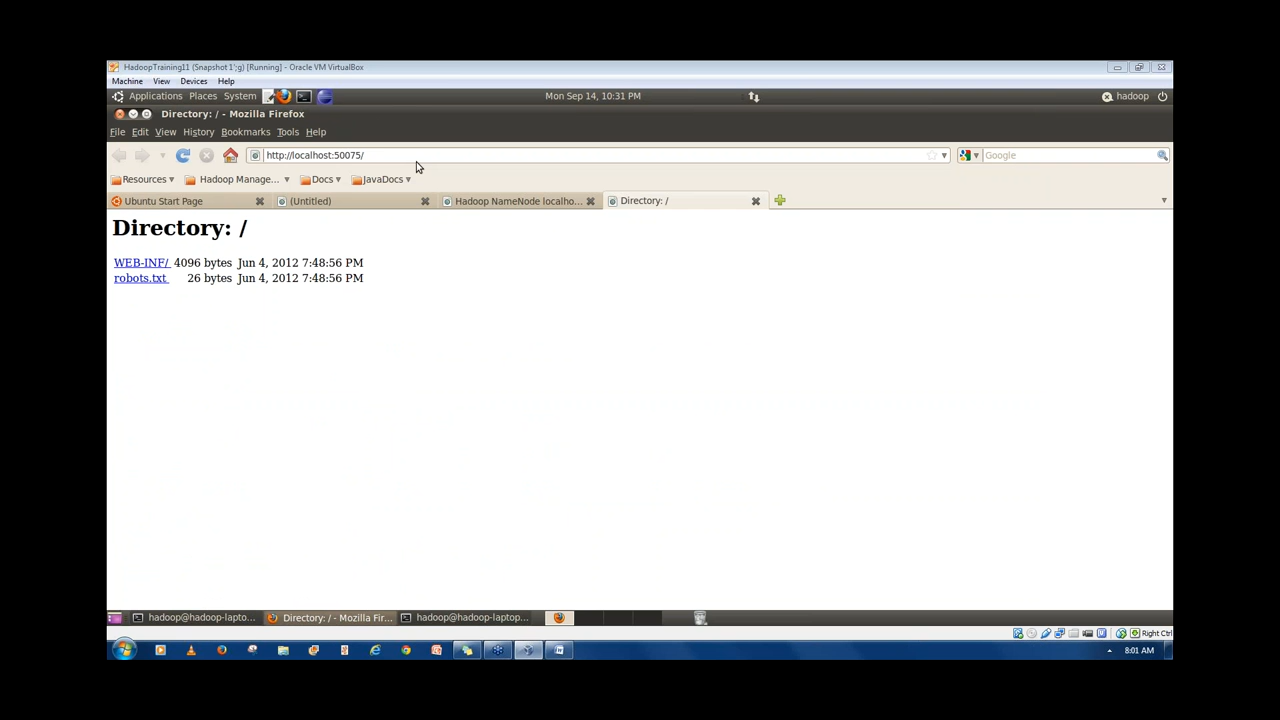 HadoopTraining11 (Snapshot 1';g) [Running] - Oracle VM VirtualBox
Machine View Devices Help
Applications Places System Mon Sep 14, 10:31 PM hadoop
Directory: / - Mozilla Firefox
File Edit View History Bookmarks Tools Help
http://localhost:50075/ Google
Resources Hadoop Manage... Docs JavaDocs
Ubuntu Start Page (Untitled) Hadoop NameNode localho... Directory: /
Directory: /
WEB-INF/ 4096 bytes Jun 4, 2012 7:48:56 PM
robots.txt 26 bytes Jun 4, 2012 7:48:56 PM
hadoop@hadoop-lapto... Directory: / - Mozilla Fir... hadoop@hadoop-laptop...
Right Ctrl
8:01 AM